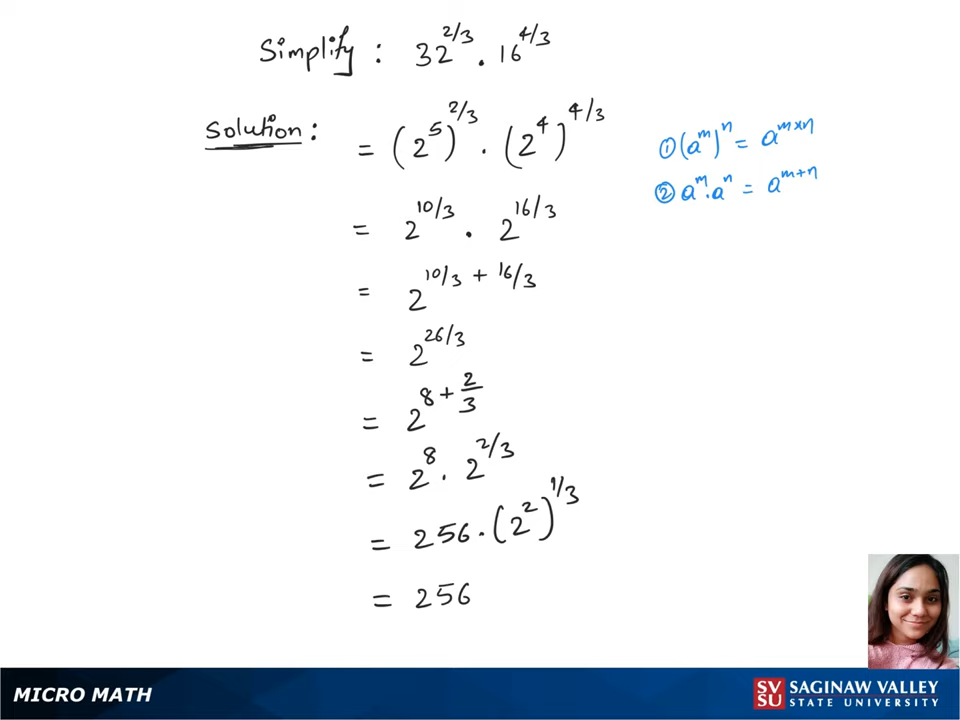 Simplify : 32^{2/3} . 16^{4/3}
Solution :
= (2^5)^{2/3} . (2^4)^{4/3}
① (a^m)^n = a^{m×n}
② a^m . a^n = a^{m+n}
= 2^{10/3} . 2^{16/3}
= 2^{10/3 + 16/3}
= 2^{26/3}
= 2^{8 + 2/3}
= 2^8 . 2^{2/3}
= 256 . (2^2)^{1/3}
= 256
MICRO MATH
SV SU
SAGINAW VALLEY
STATE UNIVERSITY